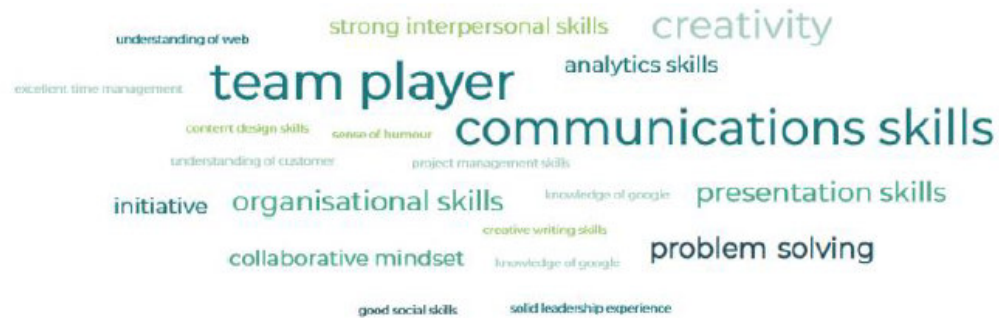 strong interpersonal skills
creativity
understanding of web
analytics skills
team player
excellent time management
content design skills
sense of humour
communications skills
understanding of customer
project management skills
initiative
organisational skills
knowledge of google
presentation skills
creative writing skills
collaborative mindset
knowledge of google
problem solving
good social skills
solid leadership experience